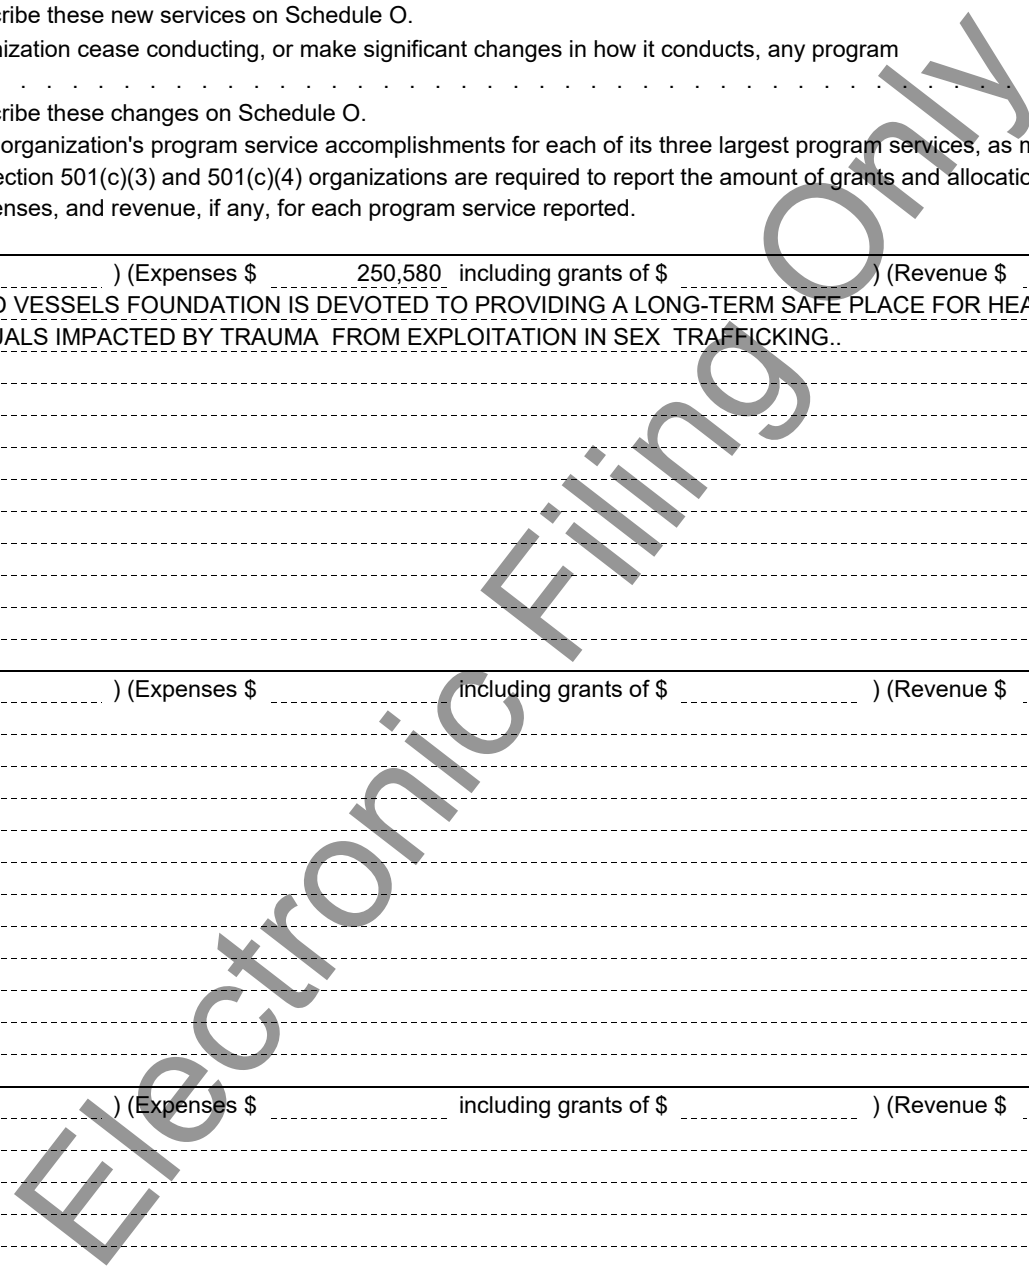 ribe these new services on Schedule O.
nization cease conducting, or make significant changes in how it conducts, any program
. . . . . . . . . . . . . . . . . . . . . . . . . . . . . . . . . . . . . . .
ribe these changes on Schedule O.
organization's program service accomplishments for each of its three largest program services, as m
ection 501(c)(3) and 501(c)(4) organizations are required to report the amount of grants and allocatio
enses, and revenue, if any, for each program service reported.
) (Expenses $ 250,580 including grants of $ ) (Revenue $
D VESSELS FOUNDATION IS DEVOTED TO PROVIDING A LONG-TERM SAFE PLACE FOR HEA
UALS IMPACTED BY TRAUMA FROM EXPLOITATION IN SEX TRAFFICKING..
) (Expenses $ including grants of $ ) (Revenue $
) (Expenses $ including grants of $ ) (Revenue $
Electronic Filing Only